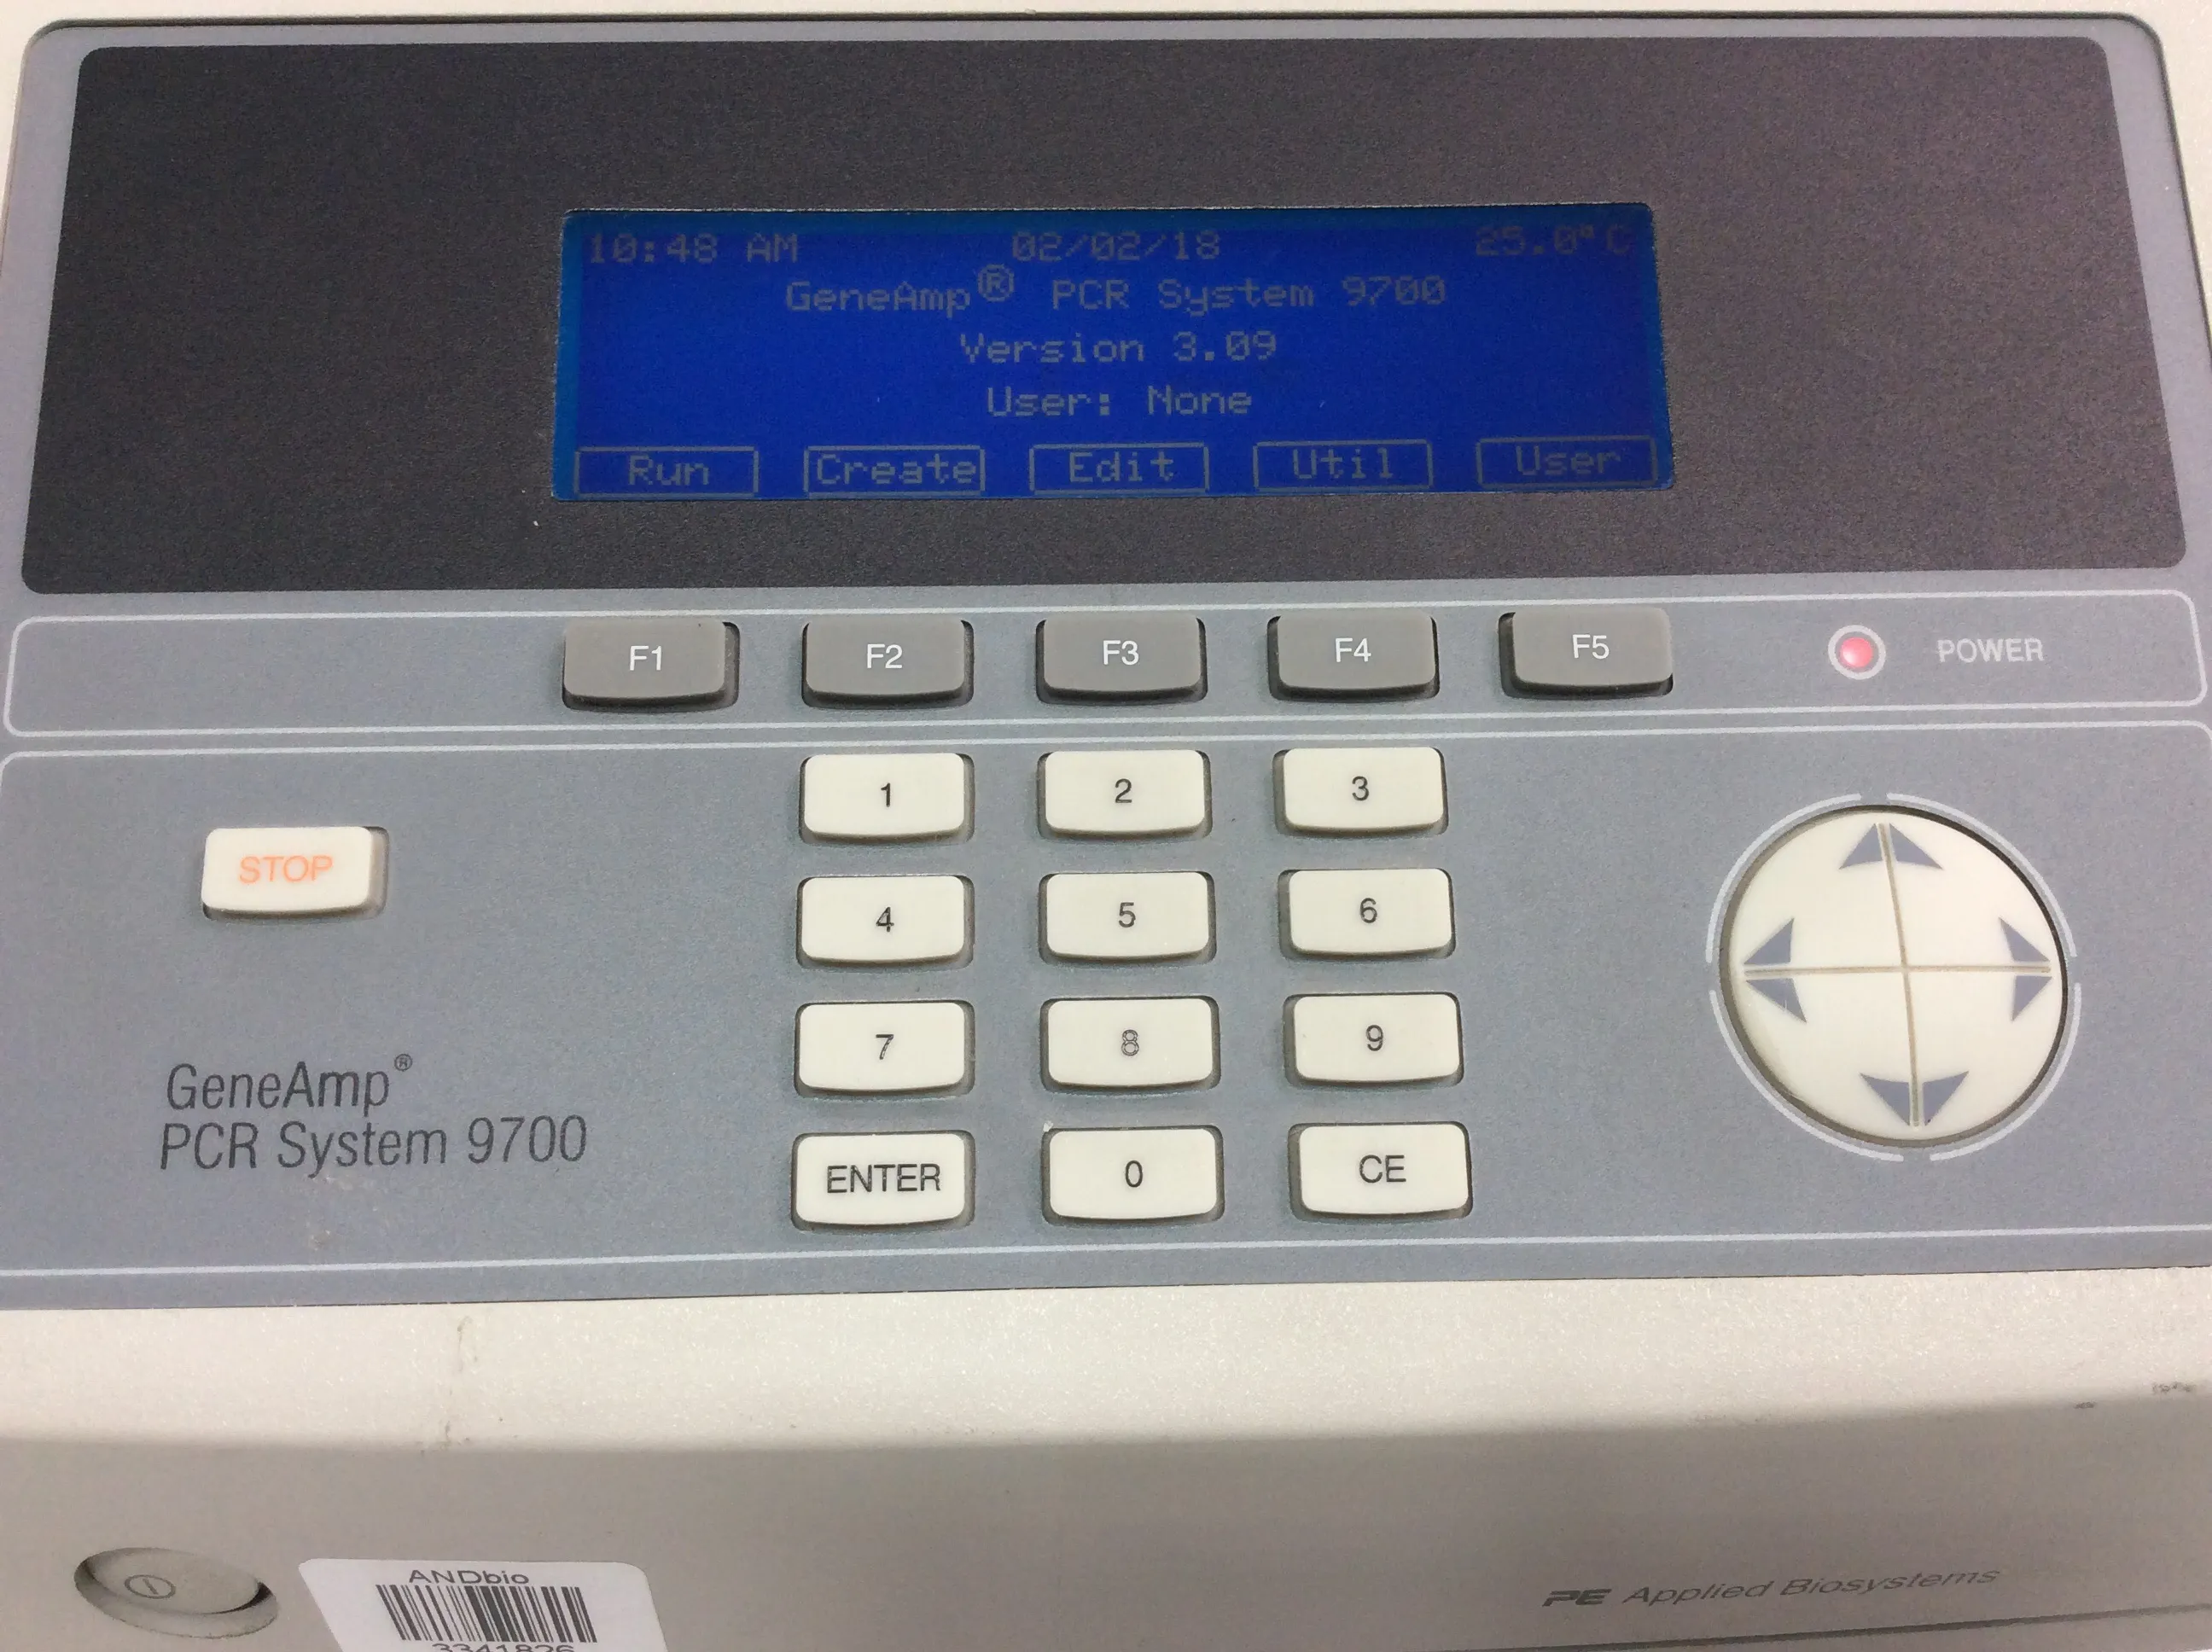 10:48 AM 02/02/18 25.0°C
GeneAmp® PCR System 9700
Version 3.09
User: None
Run Create Edit Util User
F1 F2 F3 F4 F5 POWER
1 2 3
STOP
4 5 6
7 8 9
GeneAmp®
PCR System 9700
ENTER 0 CE
ANDbio
3341826
PE Applied Biosystems